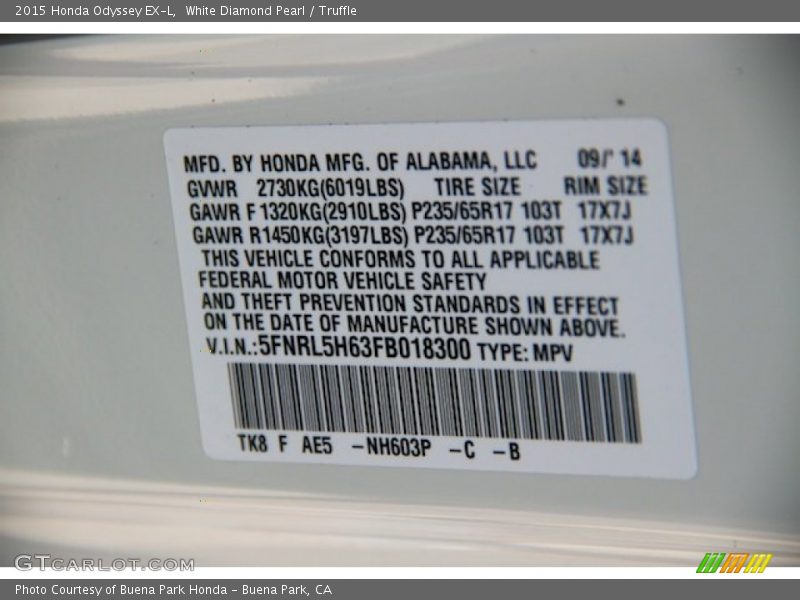 2015 Honda Odyssey EX-L, White Diamond Pearl / Truffle
MFD. BY HONDA MFG. OF ALABAMA, LLC 09/' 14
GVWR 2730KG(6019LBS) TIRE SIZE RIM SIZE
GAWR F 1320KG(2910LBS) P235/65R17 103T 17X7J
GAWR R1450KG(3197LBS) P235/65R17 103T 17X7J
THIS VEHICLE CONFORMS TO ALL APPLICABLE
FEDERAL MOTOR VEHICLE SAFETY
AND THEFT PREVENTION STANDARDS IN EFFECT
ON THE DATE OF MANUFACTURE SHOWN ABOVE.
V.I.N.:5FNRL5H63FB018300 TYPE: MPV
TK8 F AE5 -NH603P -C -B
GTCARLOT.COM
Photo Courtesy of Buena Park Honda - Buena Park, CA